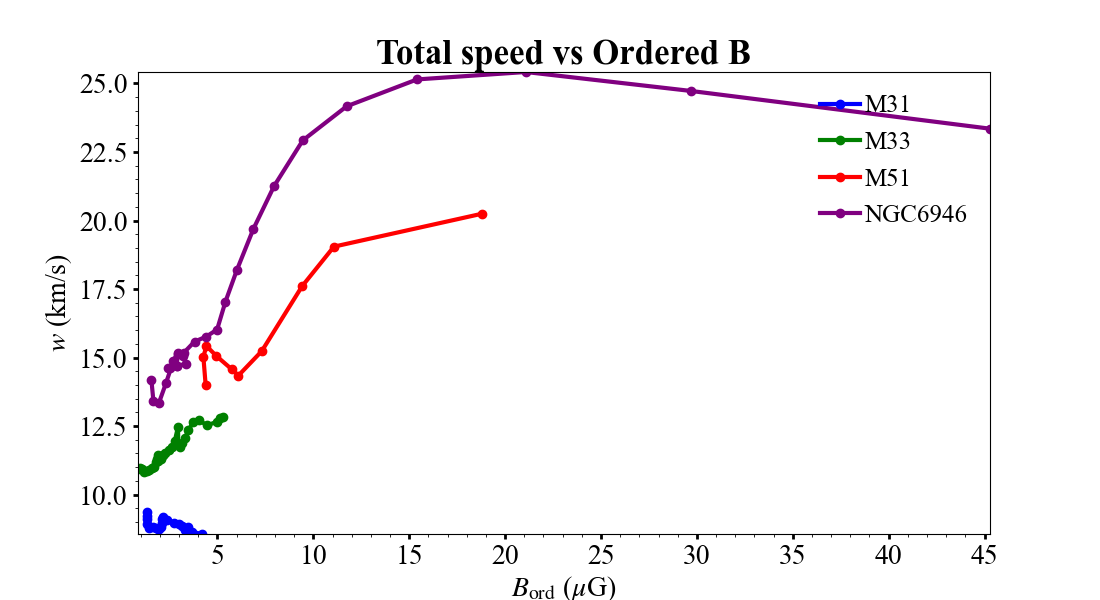 Total speed vs Ordered B
25.0
22.5
20.0
17.5
15.0
12.5
10.0
w (km/s)
M31
M33
M51
NGC6946
5 10 15 20 25 30 35 40 45
B_ord (μG)